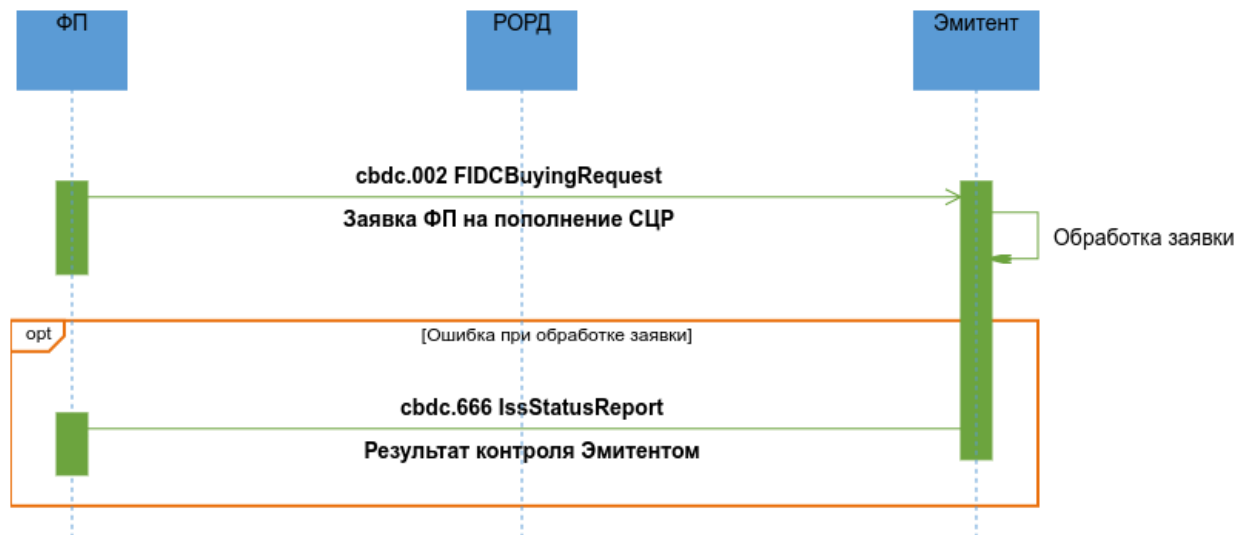 ФП
РОРД
Эмитент
cbdc.002 FIDCBuyingRequest
Заявка ФП на пополнение СЦР
Обработка заявки
opt
[Ошибка при обработке заявки]
cbdc.666 IssStatusReport
Результат контроля Эмитентом